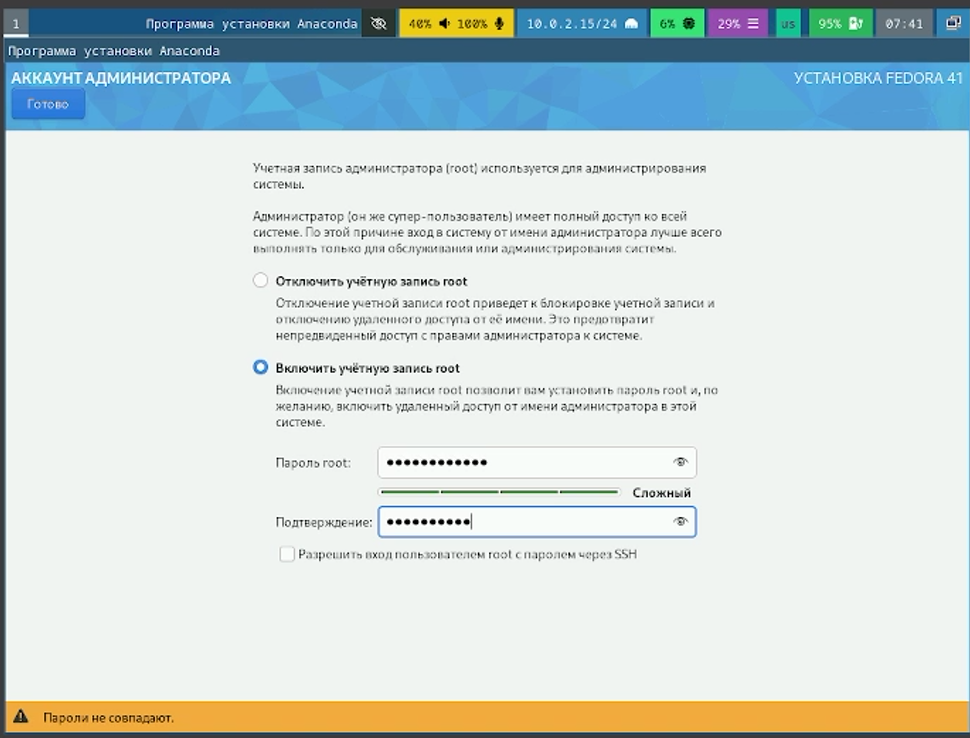 1 Программа установки Anaconda 40% 100% 10.0.2.15/24 6% 29% us 95% 07:41
Программа установки Anaconda
АККАУНТ АДМИНИСТРАТОРА УСТАНОВКА FEDORA 41
Готово
Учетная запись администратора (root) используется для администрирования
системы.
Администратор (он же супер-пользователь) имеет полный доступ ко всей
системе. По этой причине вход в систему от имени администратора лучше всего
выполнять только для обслуживания или администрирования системы.
Отключить учётную запись root
Отключение учетной записи root приведет к блокировке учетной записи и
отключению удаленного доступа от её имени. Это предотвратит
непредвиденный доступ с правами администратора к системе.
Включить учётную запись root
Включение учетной записи root позволит вам установить пароль root и, по
желанию, включить удаленный доступ от имени администратора в этой
системе.
Пароль root: ••••••••••••
Сложный
Подтверждение: ••••••••••
Разрешить вход пользователем root с паролем через SSH
Пароли не совпадают.